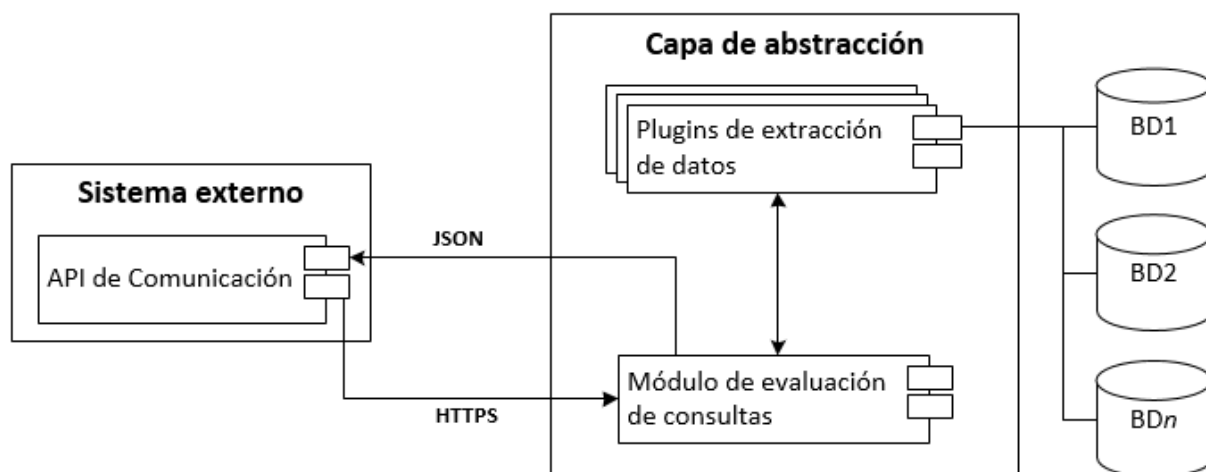 Capa de abstracción
Plugins de extracción
de datos
BD1
Sistema externo
JSON
API de Comunicación
BD2
Módulo de evaluación
de consultas
HTTPS
BDn